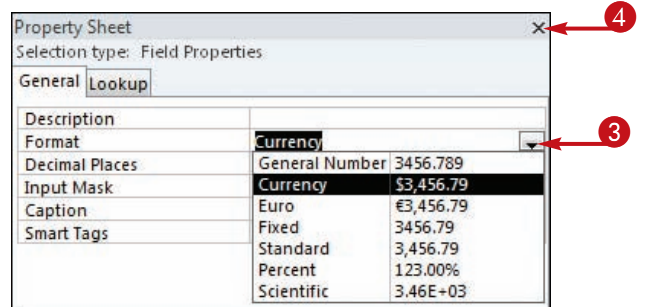 Property Sheet ×
4
Selection type: Field Properties
General Lookup
Description
Format Currency
3
Decimal Places General Number 3456.789
Input Mask Currency $3,456.79
Caption Euro €3,456.79
Smart Tags Fixed 3456.79
Standard 3,456.79
Percent 123.00%
Scientific 3.46E+03